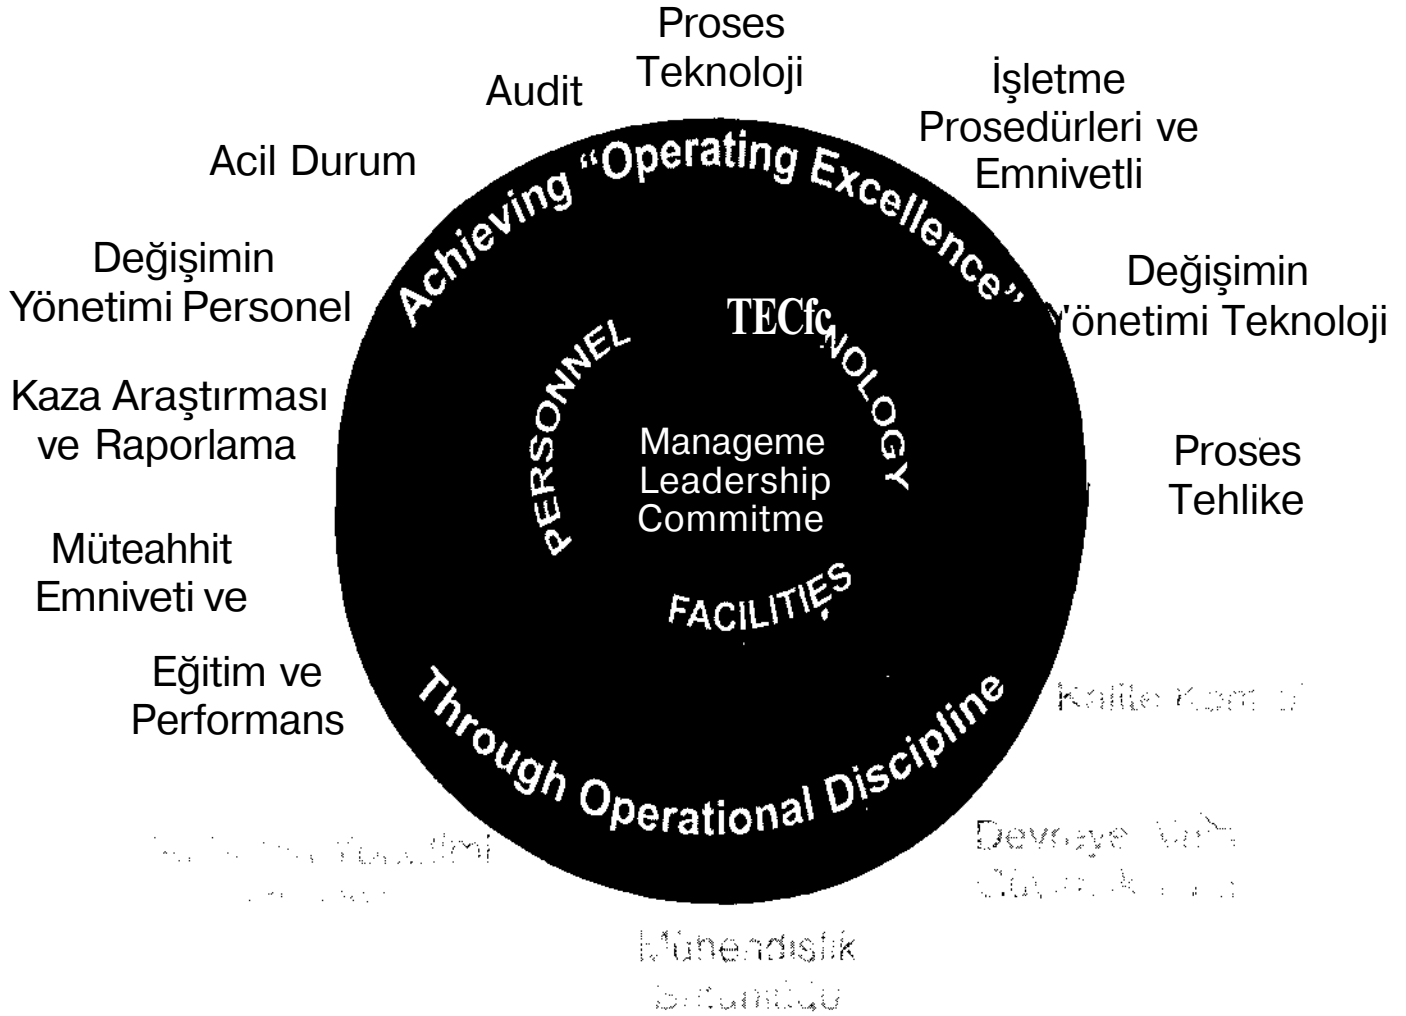 Proses
Teknoloji
Audit
İşletme
Prosedürleri ve
Emnivetli
Acil Durum
Achieving “Operating Excellence”
Değişimin
Yönetimi Personel
Değişimin
'önetimi Teknoloji
TECfc
NOLOGY
PERSONNEL
Kaza Araştırması
ve Raporlama
Manageme
Leadership
Commitme
Proses
Tehlike
Müteahhit
Emniveti ve
FACILITIES
Eğitim ve
Performans
Through Operational Discipline